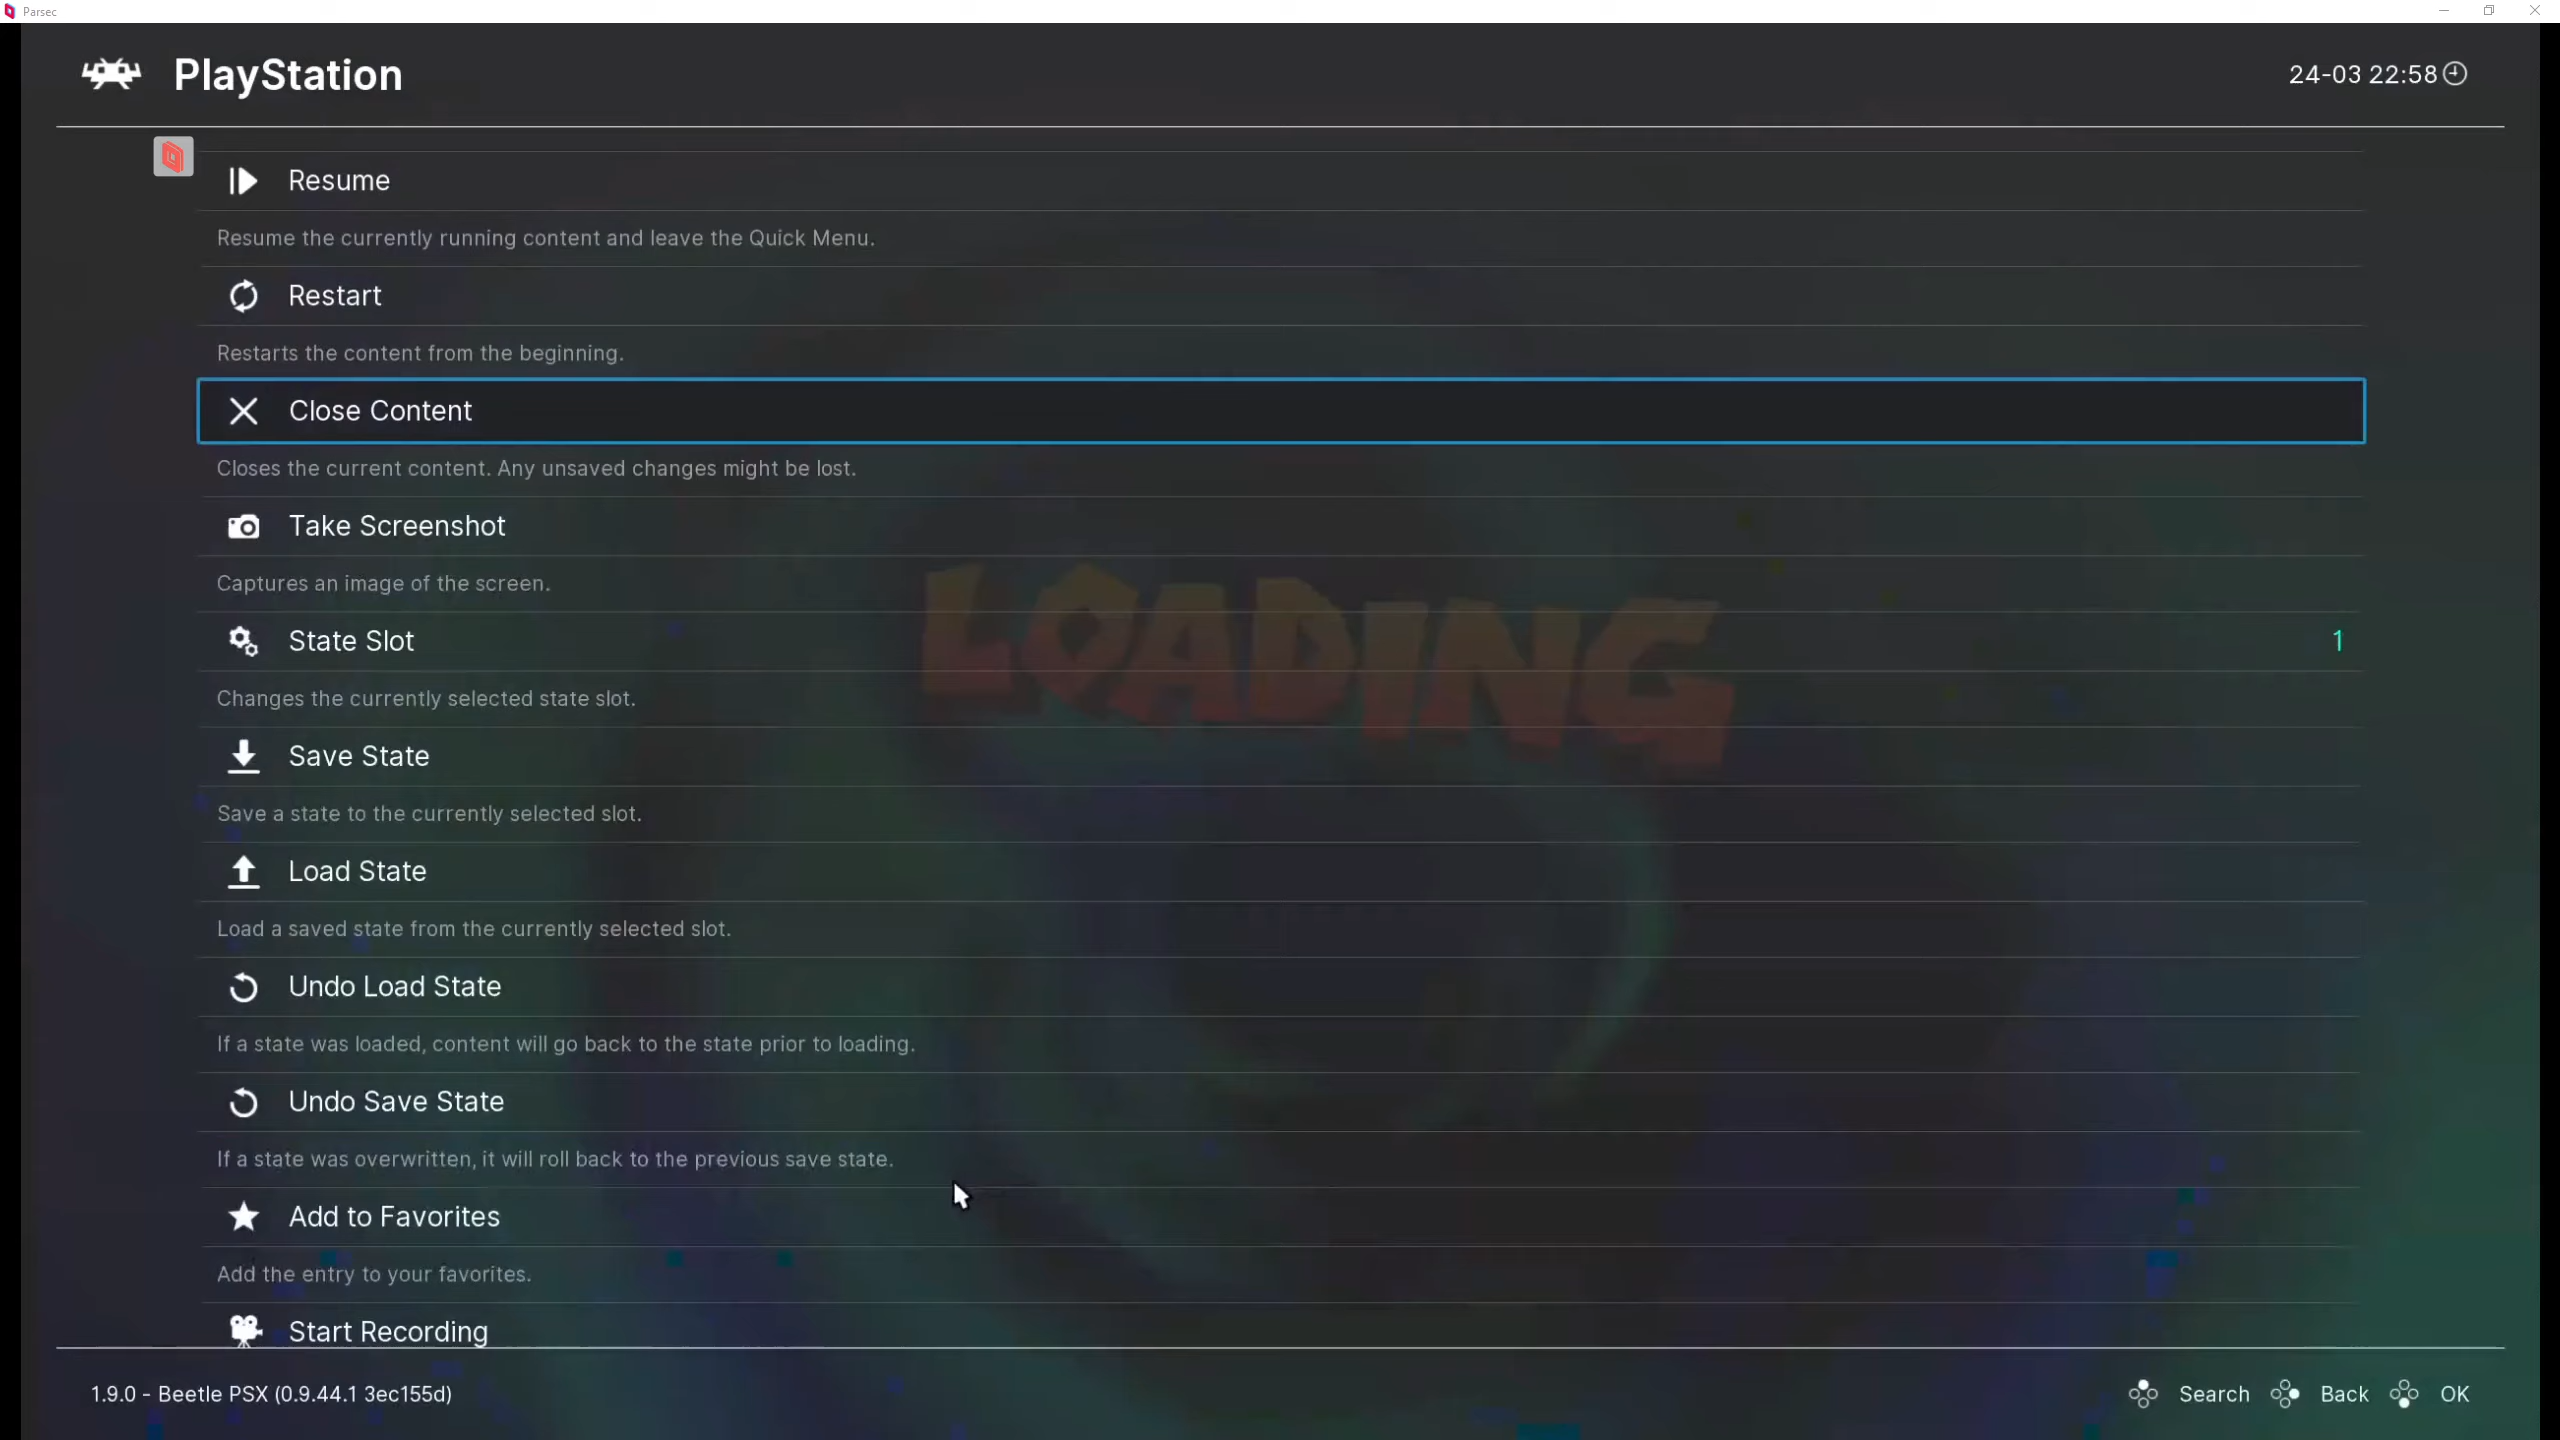 Parsec
PlayStation
24-03 22:58
Resume
Resume the currently running content and leave the Quick Menu.
Restart
Restarts the content from the beginning.
Close Content
Closes the current content. Any unsaved changes might be lost.
Take Screenshot
Captures an image of the screen.
LOADING
State Slot 1
Changes the currently selected state slot.
Save State
Save a state to the currently selected slot.
Load State
Load a saved state from the currently selected slot.
Undo Load State
If a state was loaded, content will go back to the state prior to loading.
Undo Save State
If a state was overwritten, it will roll back to the previous save state.
Add to Favorites
Add the entry to your favorites.
Start Recording
1.9.0 - Beetle PSX (0.9.44.1 3ec155d)
Search Back OK